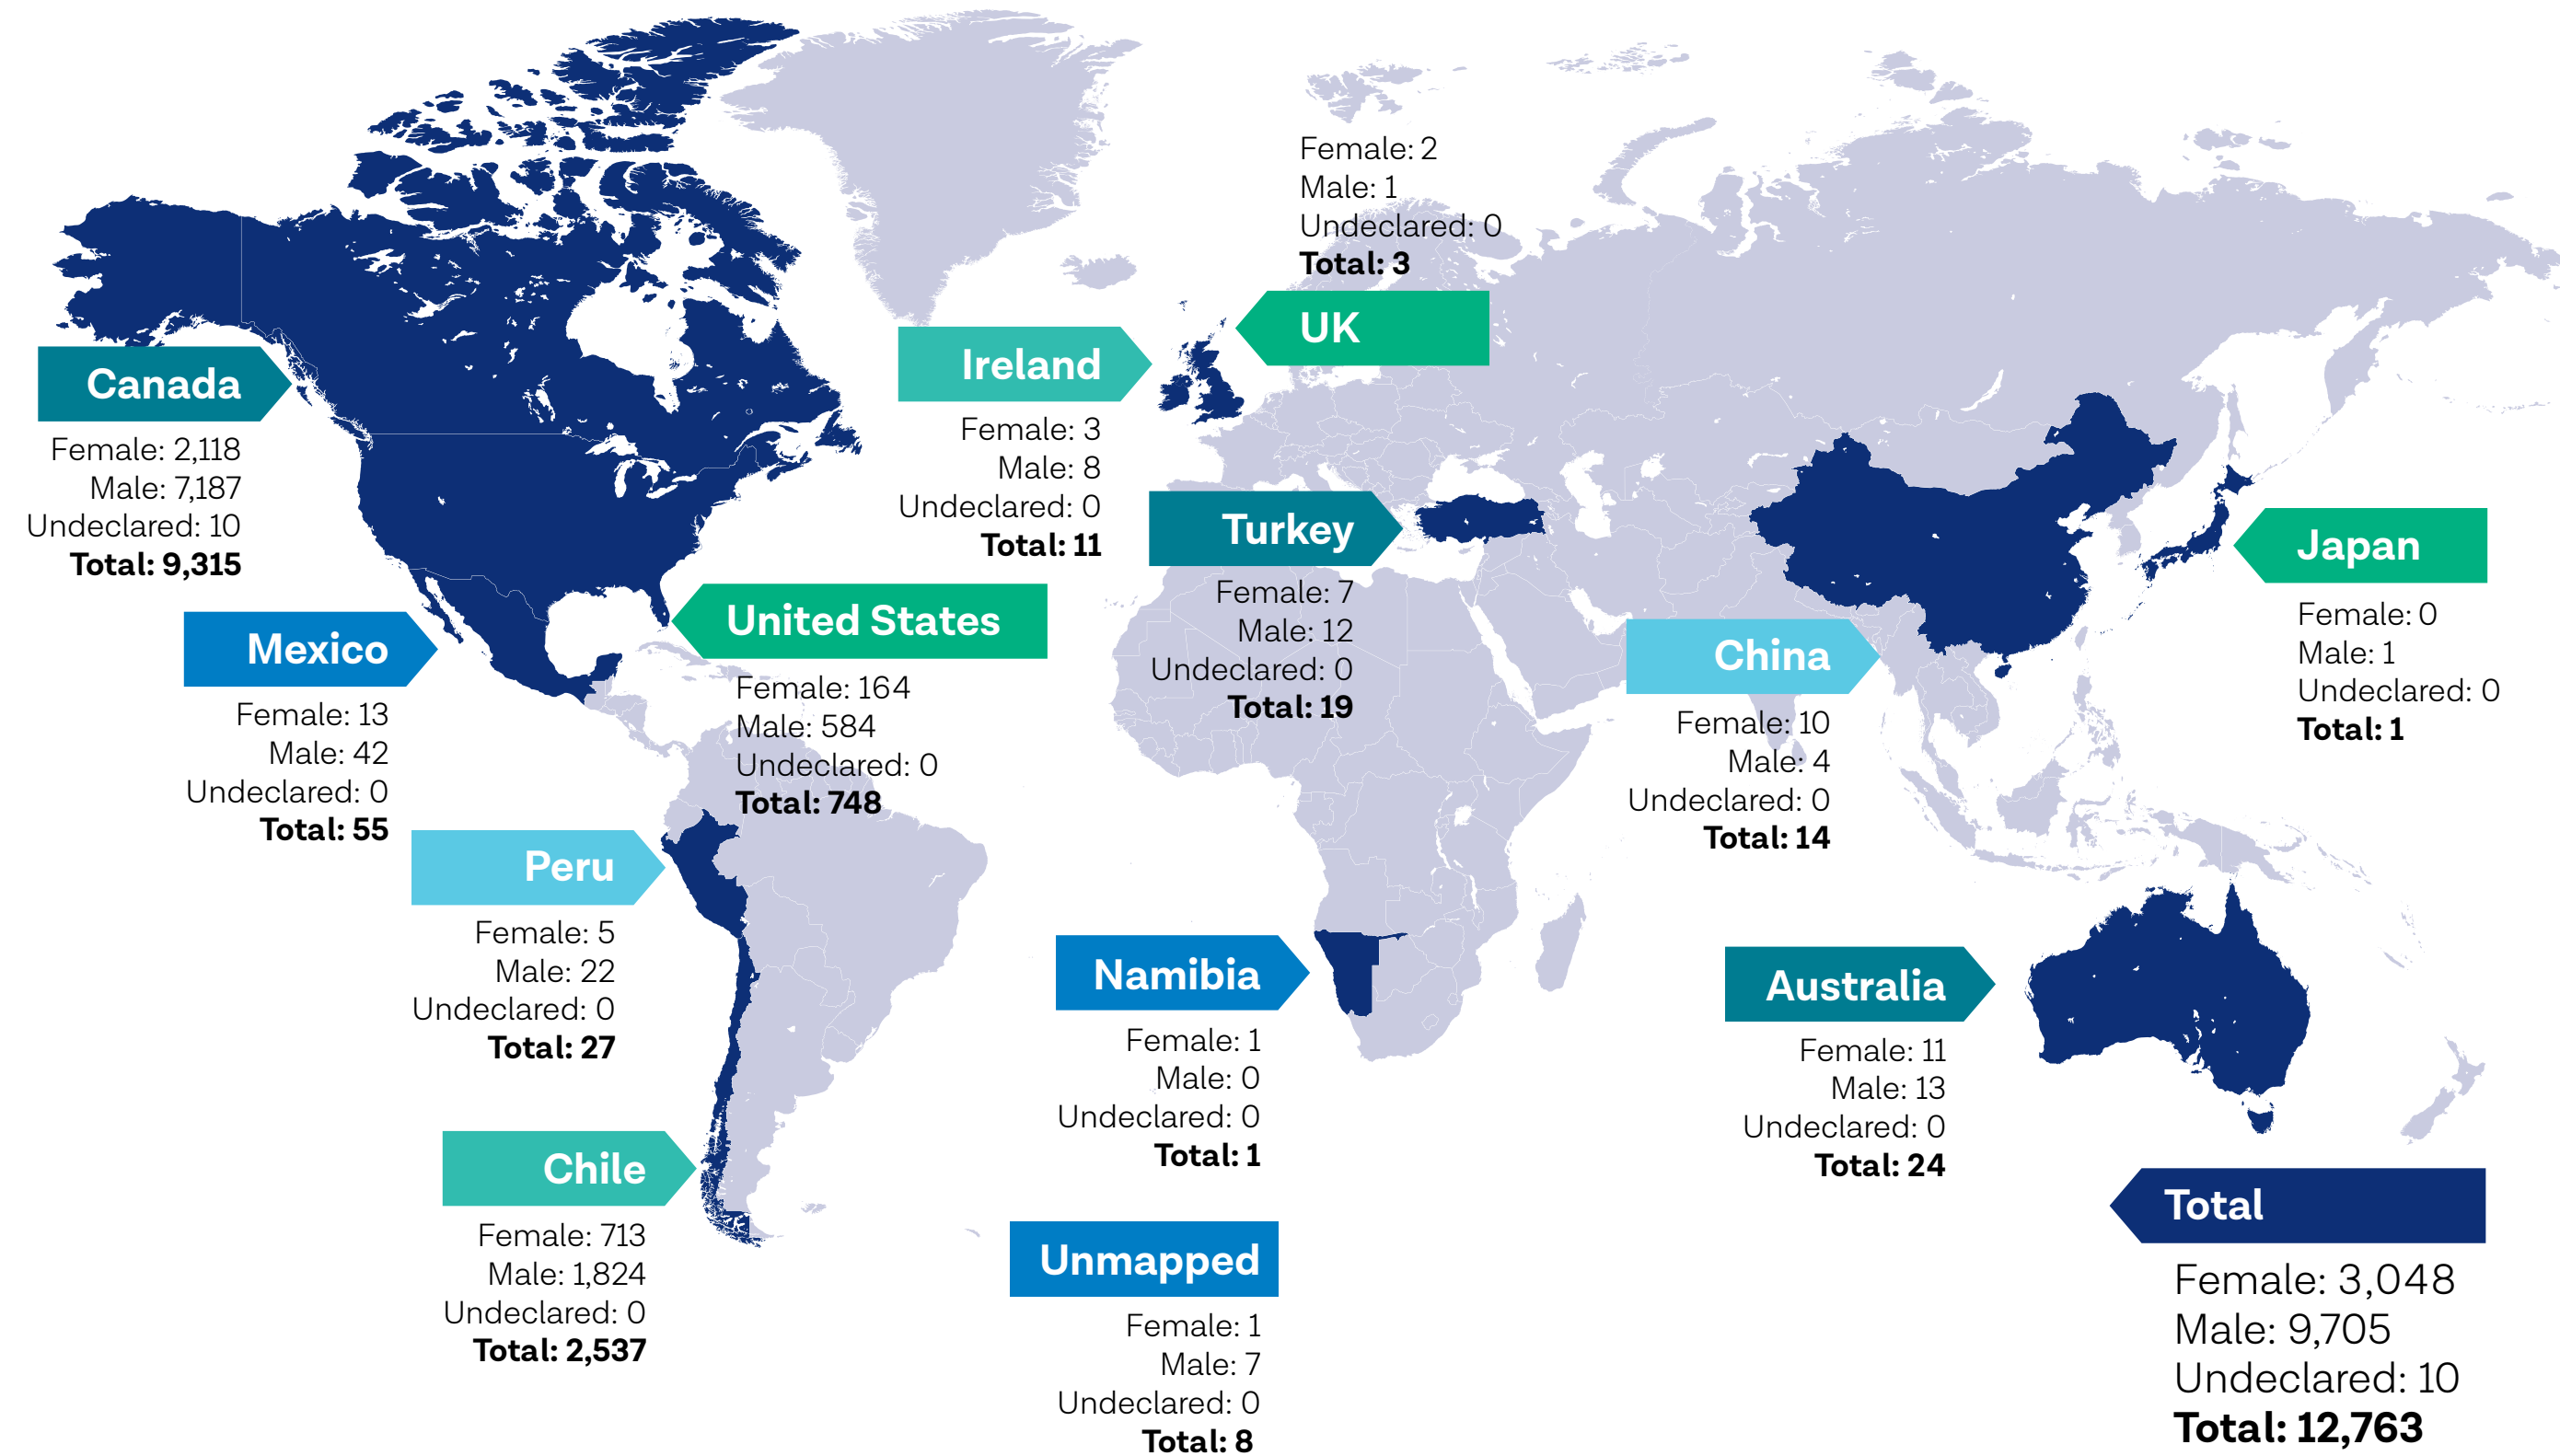 Canada
Female: 2,118
Male: 7,187
Undeclared: 10
Total: 9,315
Mexico
Female: 13
Male: 42
Undeclared: 0
Total: 55
United States
Female: 164
Male: 584
Undeclared: 0
Total: 748
Peru
Female: 5
Male: 22
Undeclared: 0
Total: 27
Chile
Female: 713
Male: 1,824
Undeclared: 0
Total: 2,537
Ireland
Female: 3
Male: 8
Undeclared: 0
Total: 11
Female: 2
Male: 1
Undeclared: 0
Total: 3
UK
Turkey
Female: 7
Male: 12
Undeclared: 0
Total: 19
Namibia
Female: 1
Male: 0
Undeclared: 0
Total: 1
Unmapped
Female: 1
Male: 7
Undeclared: 0
Total: 8
China
Female: 10
Male: 4
Undeclared: 0
Total: 14
Japan
Female: 0
Male: 1
Undeclared: 0
Total: 1
Australia
Female: 11
Male: 13
Undeclared: 0
Total: 24
Total
Female: 3,048
Male: 9,705
Undeclared: 10
Total: 12,763